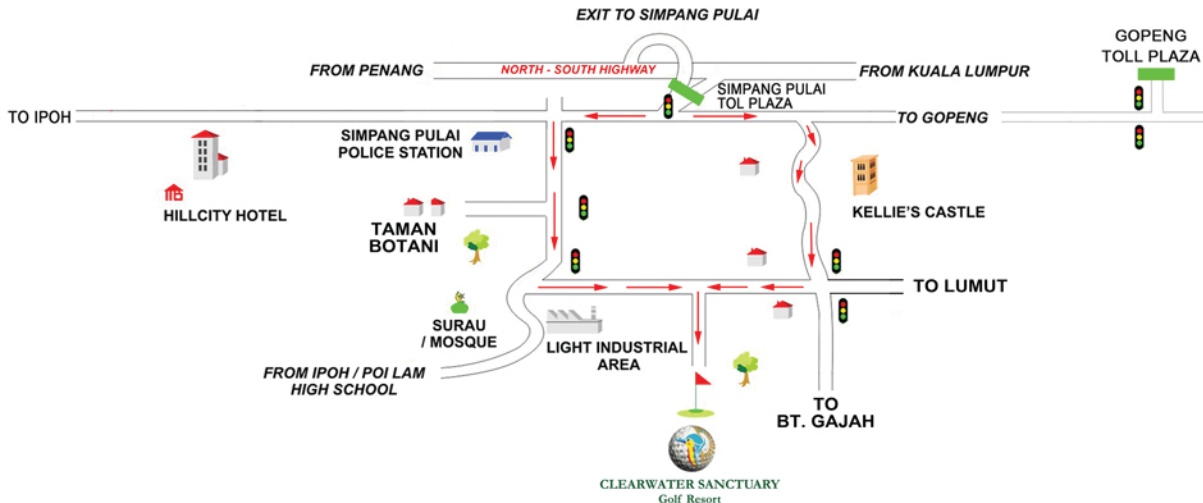 EXIT TO SIMPANG PULAI
GOPENG
TOLL PLAZA
FROM PENANG
NORTH - SOUTH HIGHWAY
FROM KUALA LUMPUR
SIMPANG PULAI
TOL PLAZA
TO IPOH
TO GOPENG
SIMPANG PULAI
POLICE STATION
HILLCITY HOTEL
KELLIE'S CASTLE
TAMAN
BOTANI
TO LUMUT
SURAU
/ MOSQUE
LIGHT INDUSTRIAL
AREA
FROM IPOH / POI LAM
HIGH SCHOOL
TO
BT. GAJAH
CLEARWATER SANCTUARY
Golf Resort